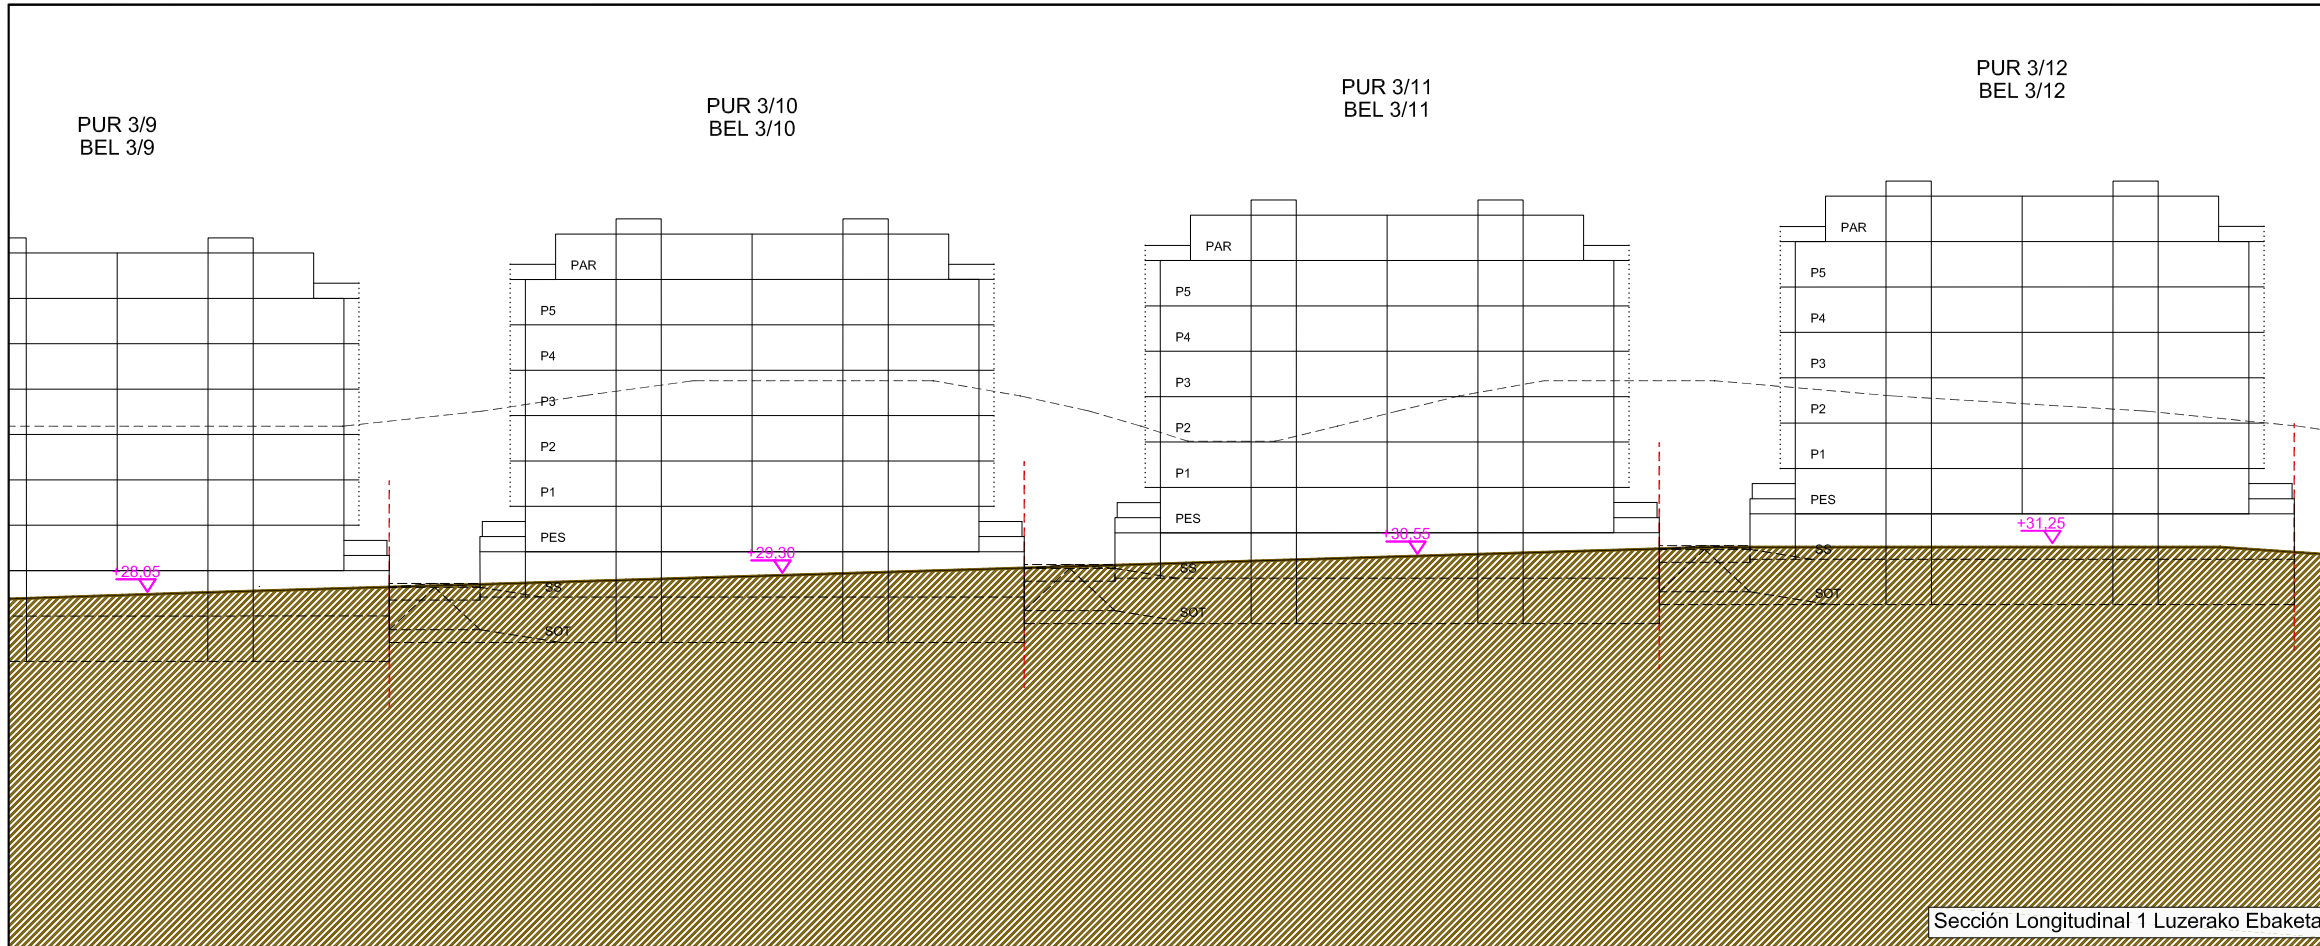 PUR 3/9
BEL 3/9
PUR 3/10
BEL 3/10
PUR 3/11
BEL 3/11
PUR 3/12
BEL 3/12
+28,05
PAR
P5
P4
P3
P2
P1
PES
+29,30
SS
SOT
PAR
P5
P4
P3
P2
P1
PES
+30,55
SS
SOT
PAR
P5
P4
P3
P2
P1
PES
+31,25
SS
SOT
Sección Longitudinal 1 Luzerako Ebaketa